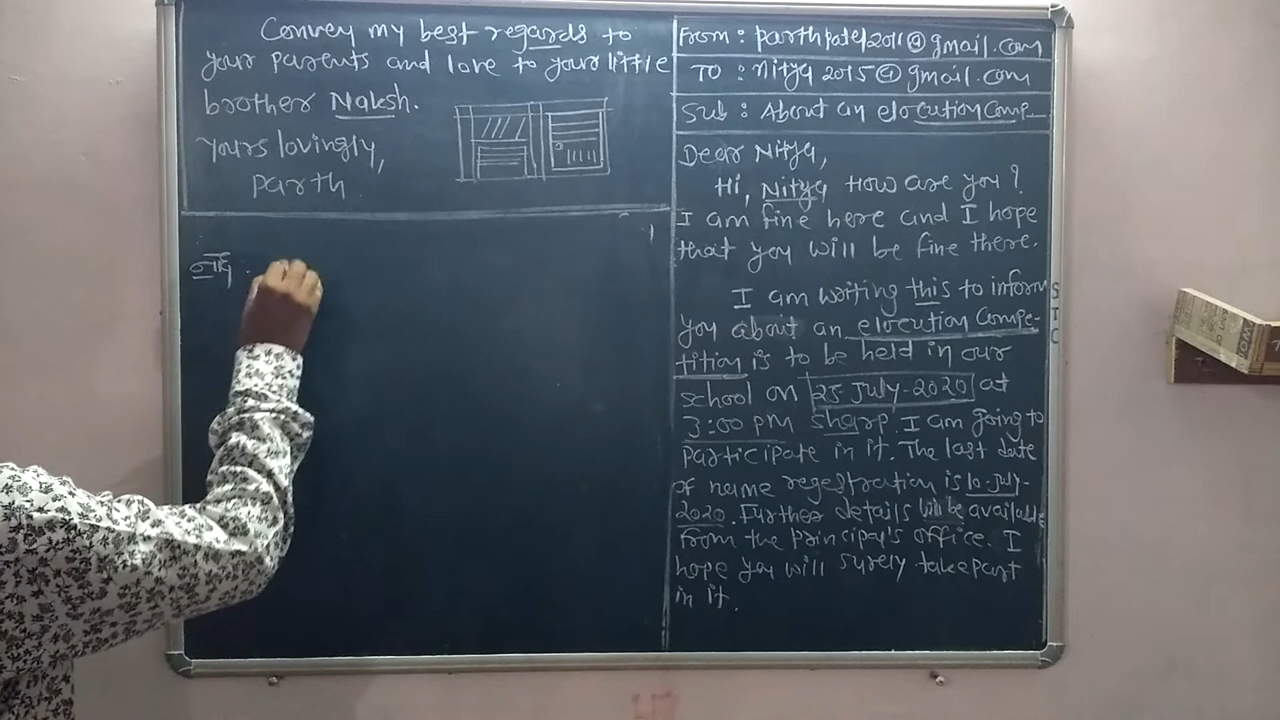 From : parthpatel2011@gmail.com
TO : nitya2015@gmail.com
Sub : About an elocution Comp-
Dear Nitya,
Hi, Nitya How are you ?
I am fine here and I hope
that you will be fine there.
I am writing this to inform
you about an elocution Compe-
tition is to be held in our
school on 25-July-2020 at
3:00 PM sharp. I am going to
participate in it. The last date
of name regestration is 10-July-
2020. Further details will be available
from the principal's office. I
hope you will surely take part
in it.
Convey my best regards to
your parents and love to your little
brother Naksh.
Yours lovingly,
Parth
STC